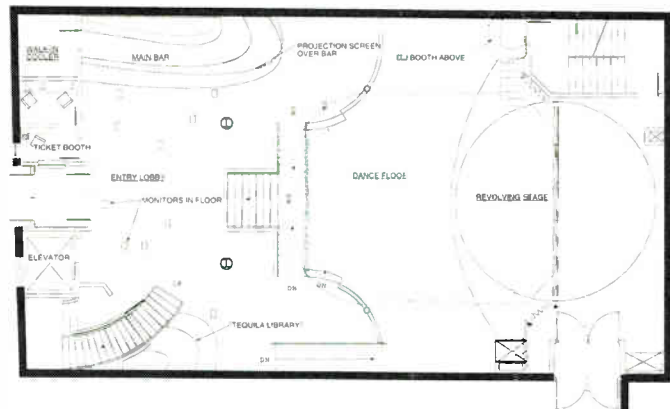 WALK-IN
COOLER
MAIN BAR
PROJECTION SCREEN
OVER BAR
DJ BOOTH ABOVE
TICKET BOOTH
ENTRY LOBBY
MONITORS IN FLOOR
DANCE FLOOR
REVOLVING STAGE
ELEVATOR
TEQUILA LIBRARY
UP
DN
DN
DN